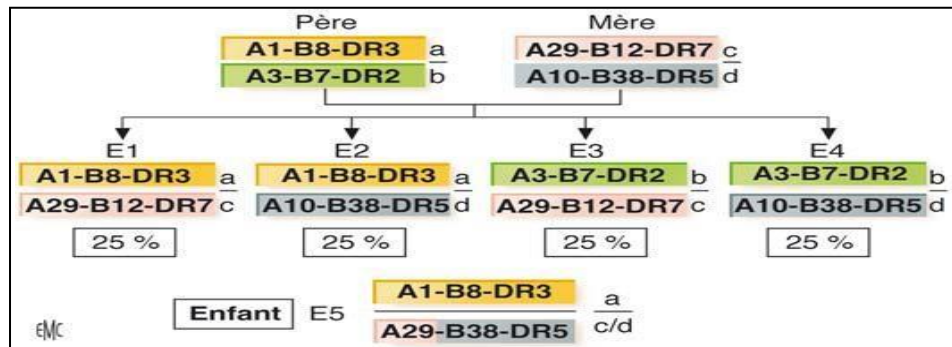 Père Mère
A1-B8-DR3 a A29-B12-DR7 c
A3-B7-DR2 b A10-B38-DR5 d
E1 E2 E3 E4
A1-B8-DR3 a A1-B8-DR3 a A3-B7-DR2 b A3-B7-DR2 b
A29-B12-DR7 c A10-B38-DR5 d A29-B12-DR7 c A10-B38-DR5 d
25 % 25 % 25 % 25 %
A1-B8-DR3 a
Enfant E5
A29-B38-DR5 c/d
EMC